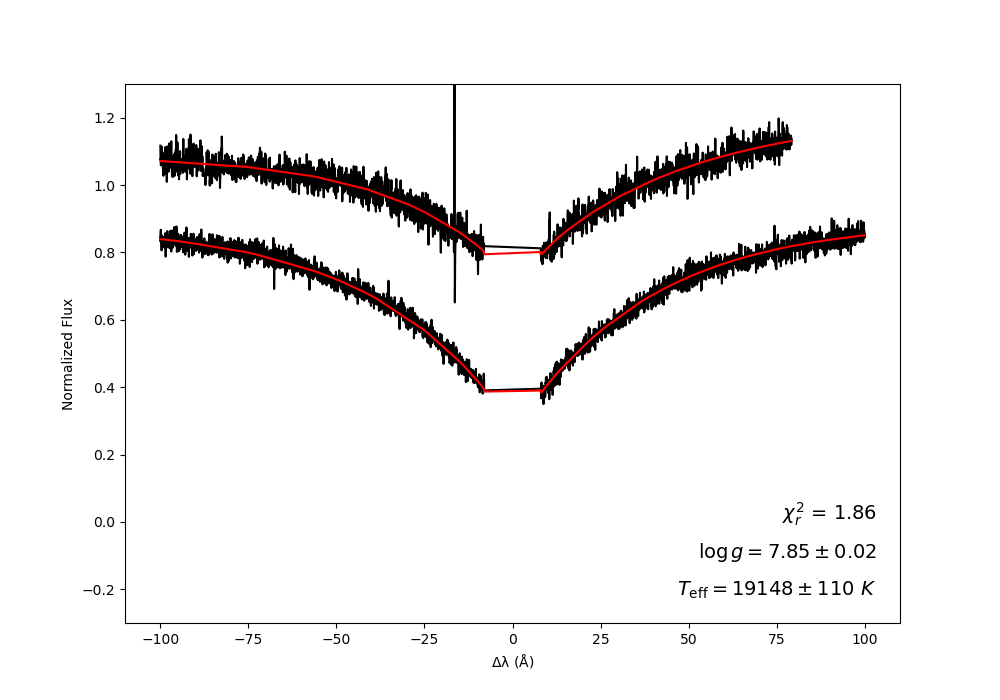 1.2
1.0
0.8
0.6
0.4
0.2
0.0
−0.2
Normalized Flux
χ²ᵣ = 1.86
log g = 7.85 ± 0.02
T_eff = 19148 ± 110 K
−100 −75 −50 −25 0 25 50 75 100
Δλ (Å)